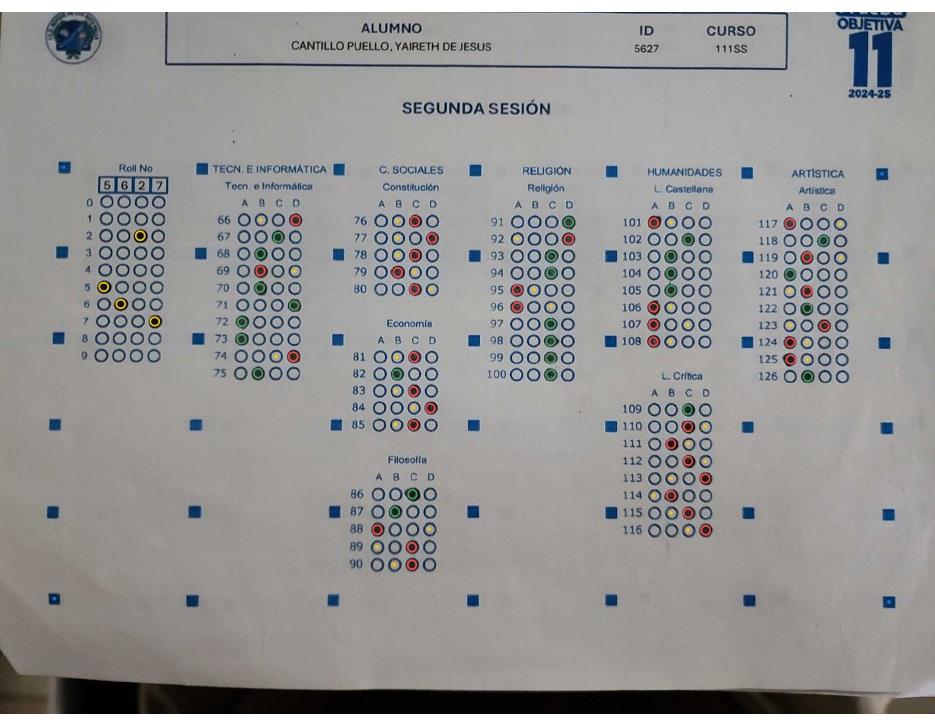 ALUMNO ID CURSO
CANTILLO PUELLO, YAIRETH DE JESUS 5627 111SS
OBJETIVA
11
2024-25
SEGUNDA SESIÓN
Roll No
5 6 2 7
0
1
2
3
4
5
6
7
8
9
TECN. E INFORMÁTICA
Tecn. e Informática
A B C D
66
67
68
69
70
71
72
73
74
75
C. SOCIALES
Constitución
A B C D
76
77
78
79
80
Economía
A B C D
81
82
83
84
85
Filosofía
A B C D
86
87
88
89
90
RELIGIÓN
Religión
A B C D
91
92
93
94
95
96
97
98
99
100
HUMANIDADES
L. Castellana
A B C D
101
102
103
104
105
106
107
108
L. Crítica
A B C D
109
110
111
112
113
114
115
116
ARTÍSTICA
Artística
A B C D
117
118
119
120
121
122
123
124
125
126